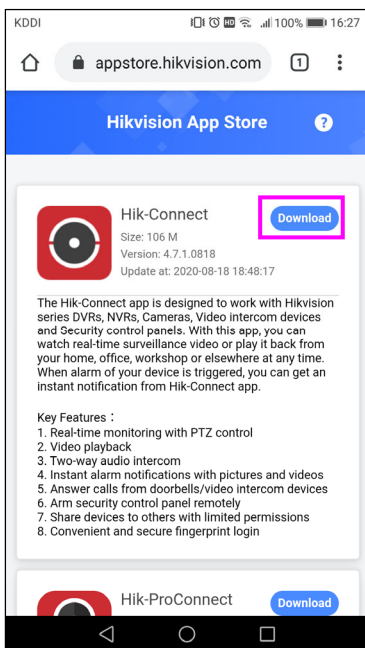 KDDI HD 100% 16:27
appstore.hikvision.com 1
Hikvision App Store ?
Hik-Connect Download
Size: 106 M
Version: 4.7.1.0818
Update at: 2020-08-18 18:48:17
The Hik-Connect app is designed to work with Hikvision
series DVRs, NVRs, Cameras, Video intercom devices
and Security control panels. With this app, you can
watch real-time surveillance video or play it back from
your home, office, workshop or elsewhere at any time.
When alarm of your device is triggered, you can get an
instant notification from Hik-Connect app.
Key Features：
1. Real-time monitoring with PTZ control
2. Video playback
3. Two-way audio intercom
4. Instant alarm notifications with pictures and videos
5. Answer calls from doorbells/video intercom devices
6. Arm security control panel remotely
7. Share devices to others with limited permissions
8. Convenient and secure fingerprint login
Hik-ProConnect Download